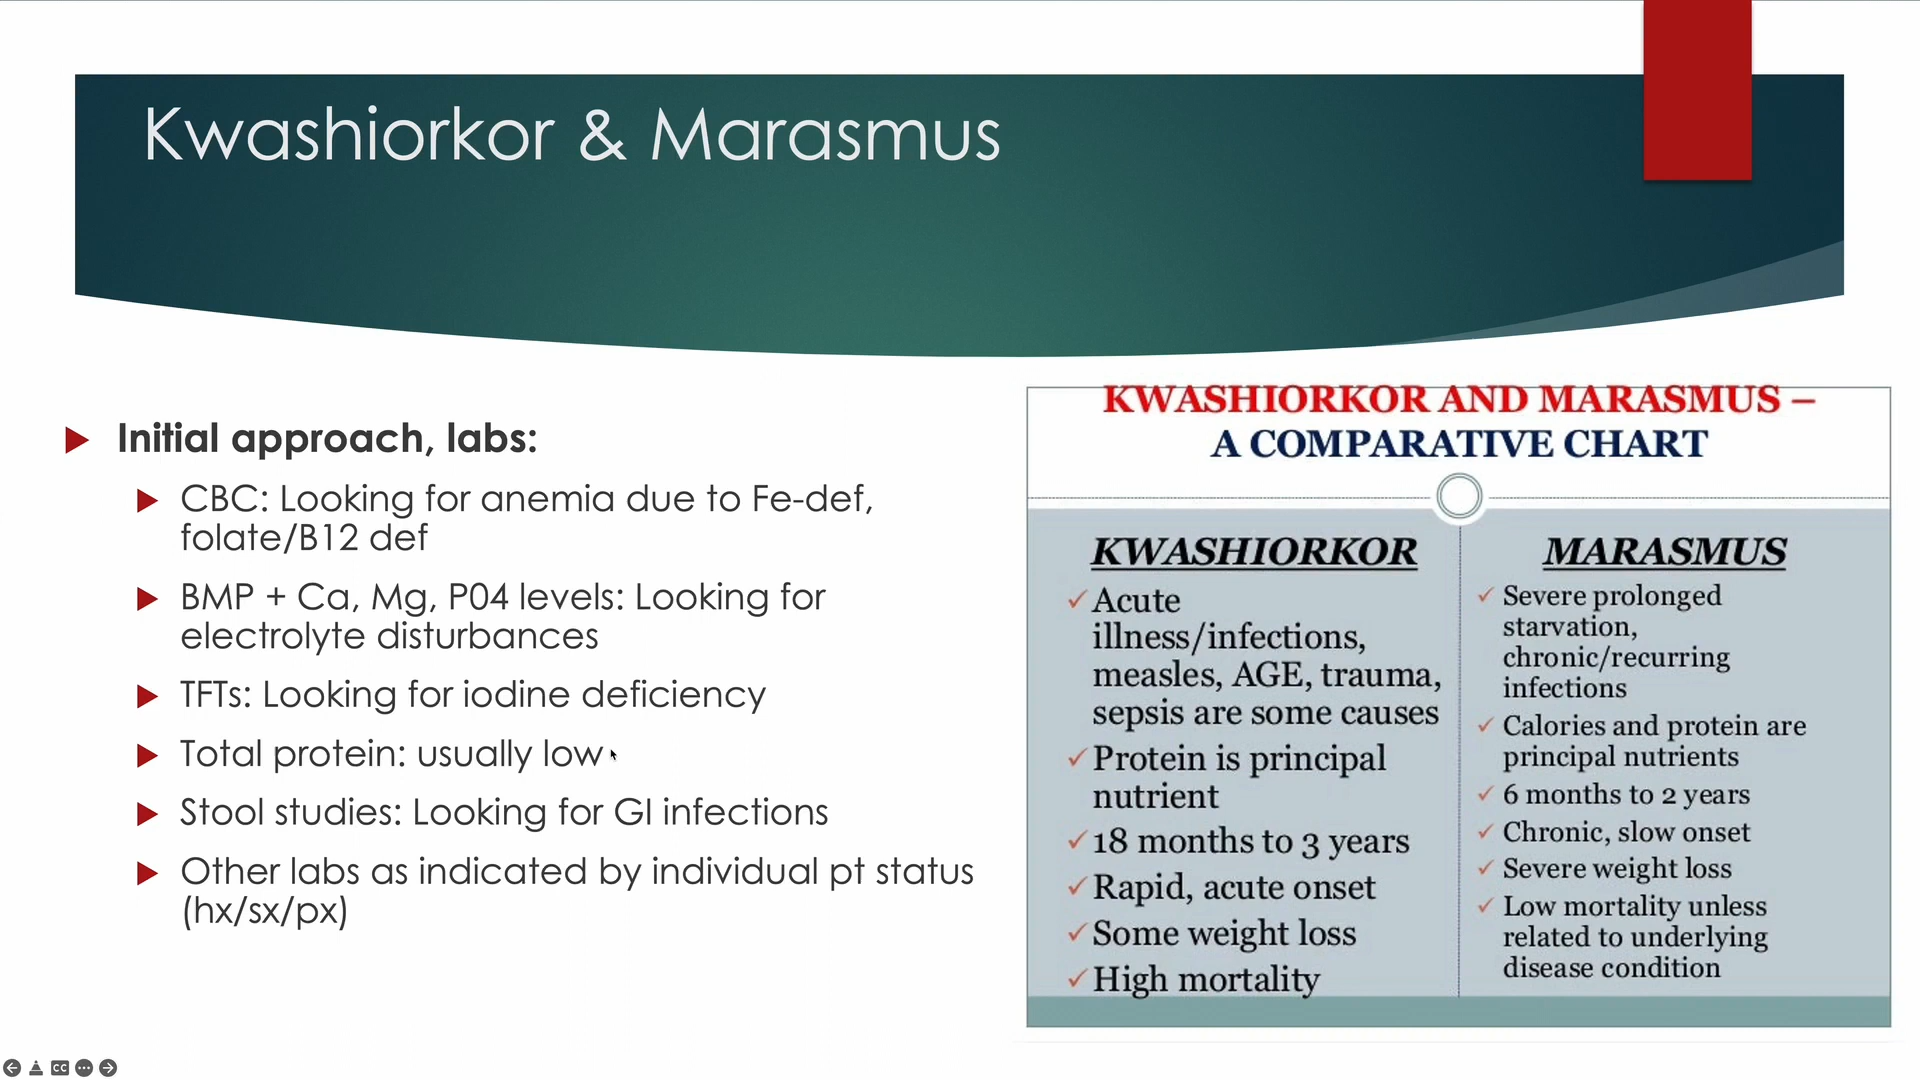 Kwashiorkor & Marasmus
Initial approach, labs:
CBC: Looking for anemia due to Fe-def,
folate/B12 def
BMP + Ca, Mg, P04 levels: Looking for
electrolyte disturbances
TFTs: Looking for iodine deficiency
Total protein: usually low
Stool studies: Looking for GI infections
Other labs as indicated by individual pt status
(hx/sx/px)
KWASHIORKOR AND MARASMUS –
A COMPARATIVE CHART
KWASHIORKOR
✓ Acute
illness/infections,
measles, AGE, trauma,
sepsis are some causes
✓ Protein is principal
nutrient
✓ 18 months to 3 years
✓ Rapid, acute onset
✓ Some weight loss
✓ High mortality
MARASMUS
✓ Severe prolonged
starvation,
chronic/recurring
infections
✓ Calories and protein are
principal nutrients
✓ 6 months to 2 years
✓ Chronic, slow onset
✓ Severe weight loss
✓ Low mortality unless
related to underlying
disease condition
CC